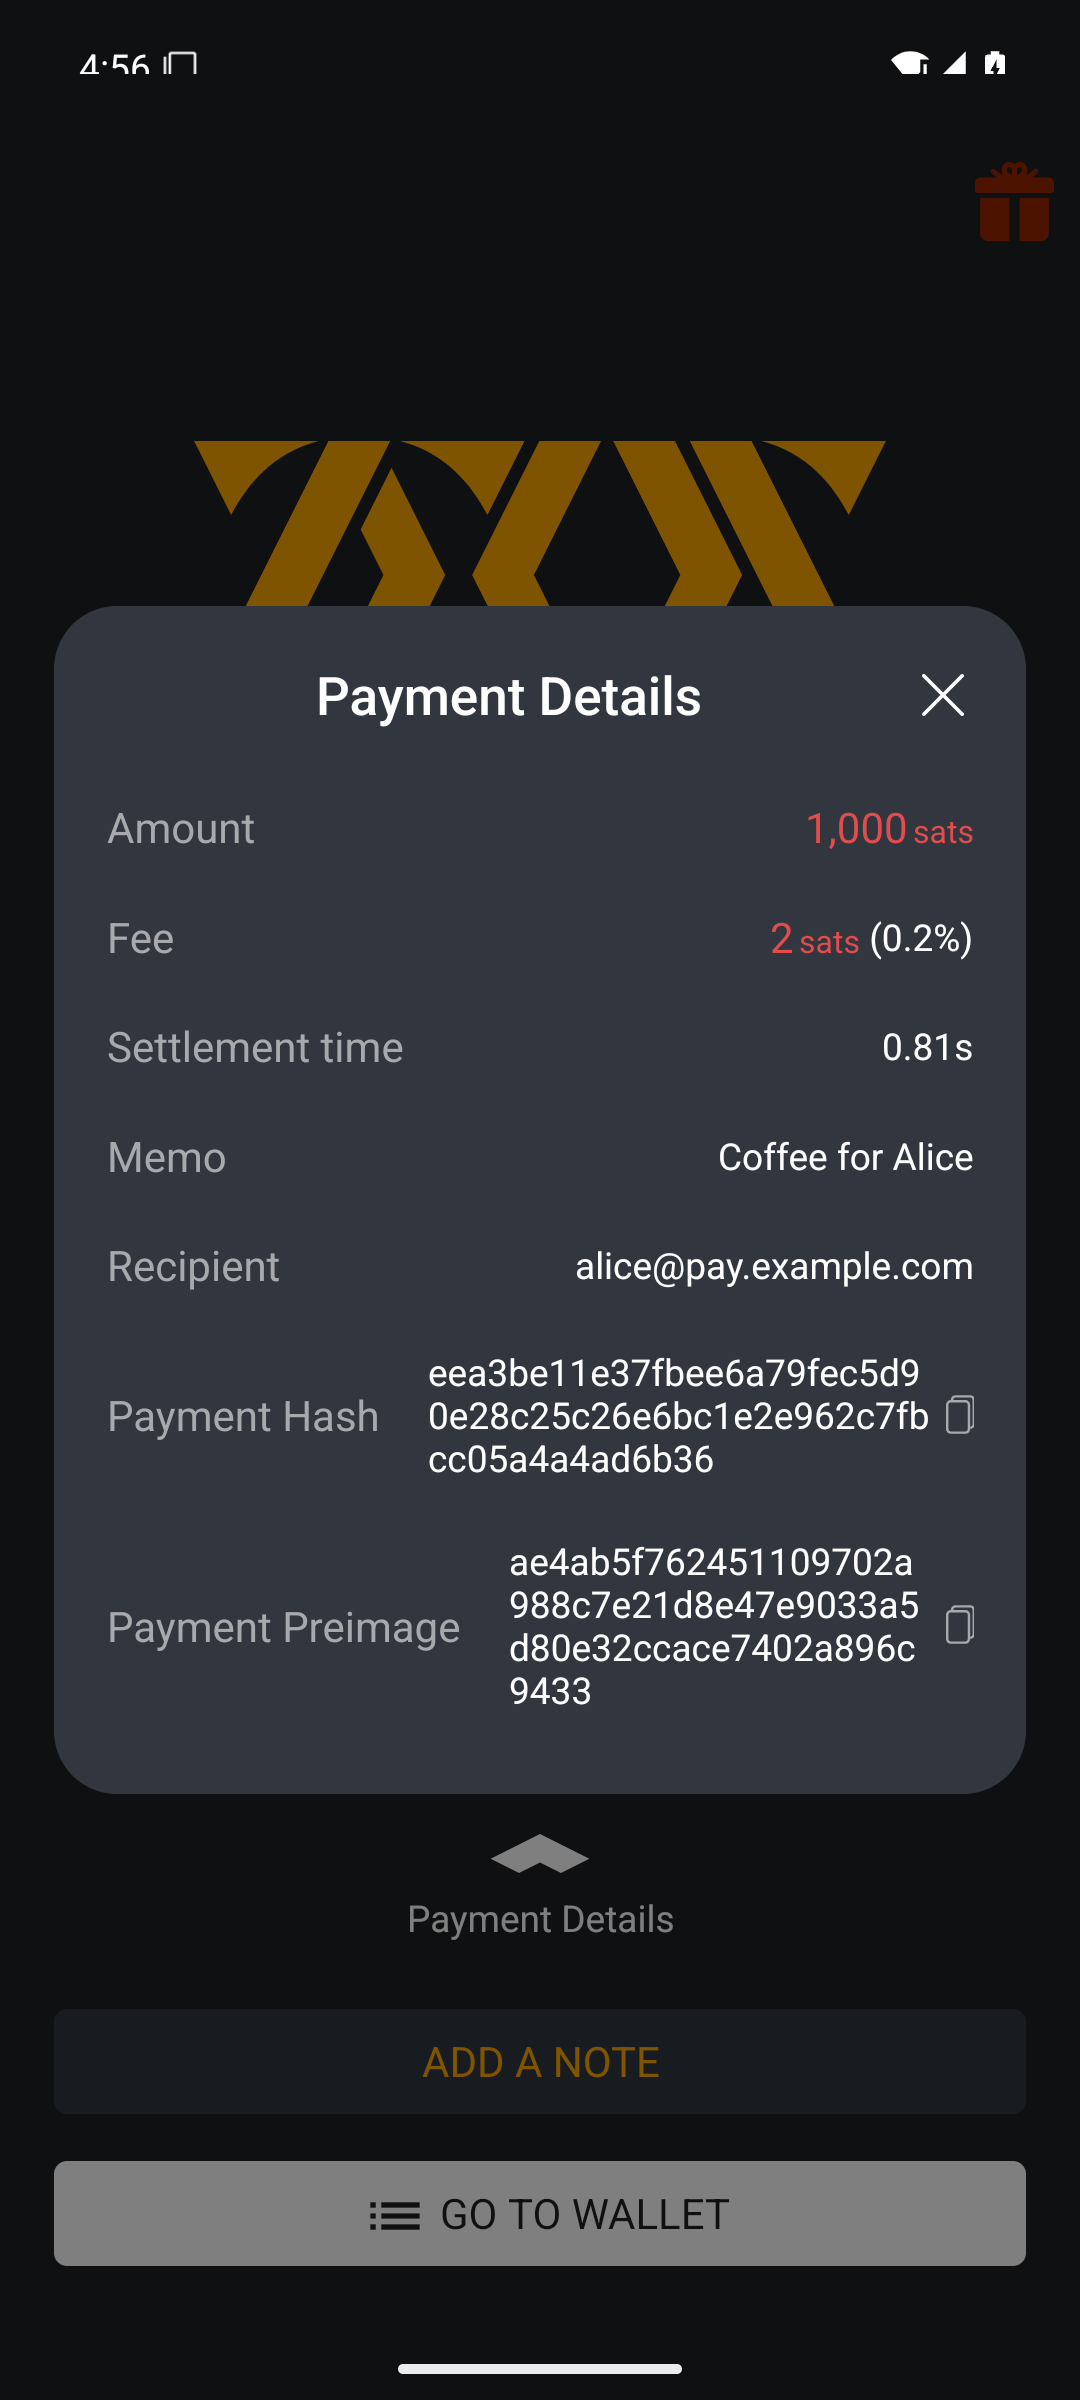 4:56
Payment Details
Amount 1,000 sats
Fee 2 sats (0.2%)
Settlement time 0.81s
Memo Coffee for Alice
Recipient alice@pay.example.com
Payment Hash
eea3be11e37fbee6a79fec5d9
0e28c25c26e6bc1e2e962c7fb
cc05a4a4ad6b36
Payment Preimage
ae4ab5f762451109702a
988c7e21d8e47e9033a5
d80e32ccace7402a896c
9433
Payment Details
ADD A NOTE
GO TO WALLET